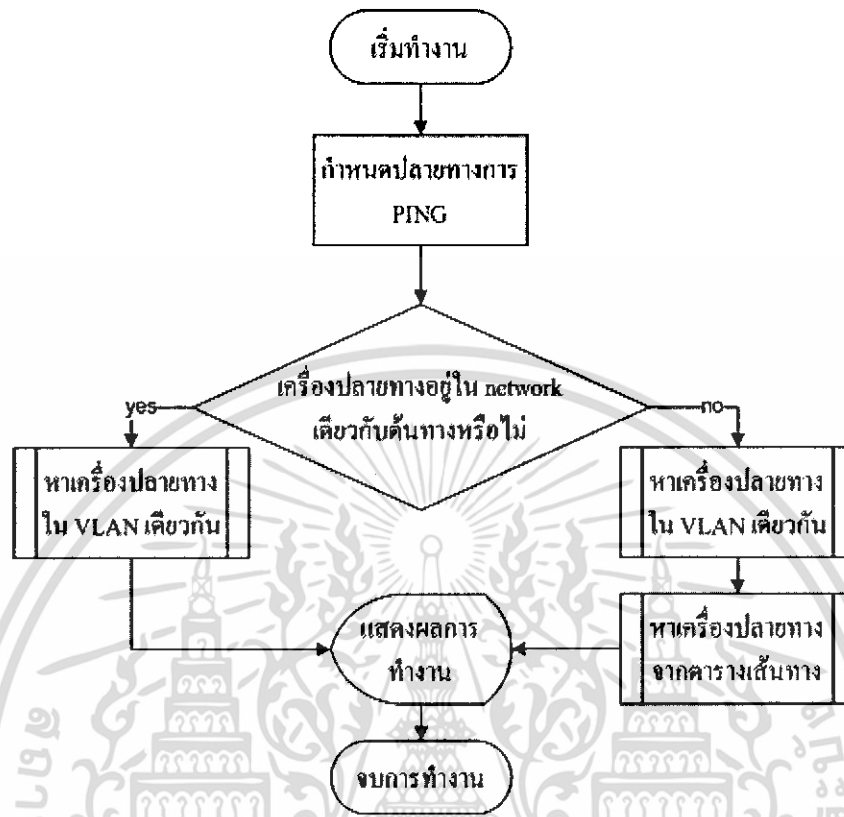 เริ่มทำงาน
กำหนดปลายทางการ
PING
เครื่องปลายทางอยู่ใน network
เดียวกับต้นทางหรือไม่
yes
no
หาเครื่องปลายทาง
ใน VLAN เดียวกัน
หาเครื่องปลายทาง
ใน VLAN เดียวกัน
หาเครื่องปลายทาง
จากตารางเส้นทาง
แสดงผลการ
ทำงาน
จบการทำงาน